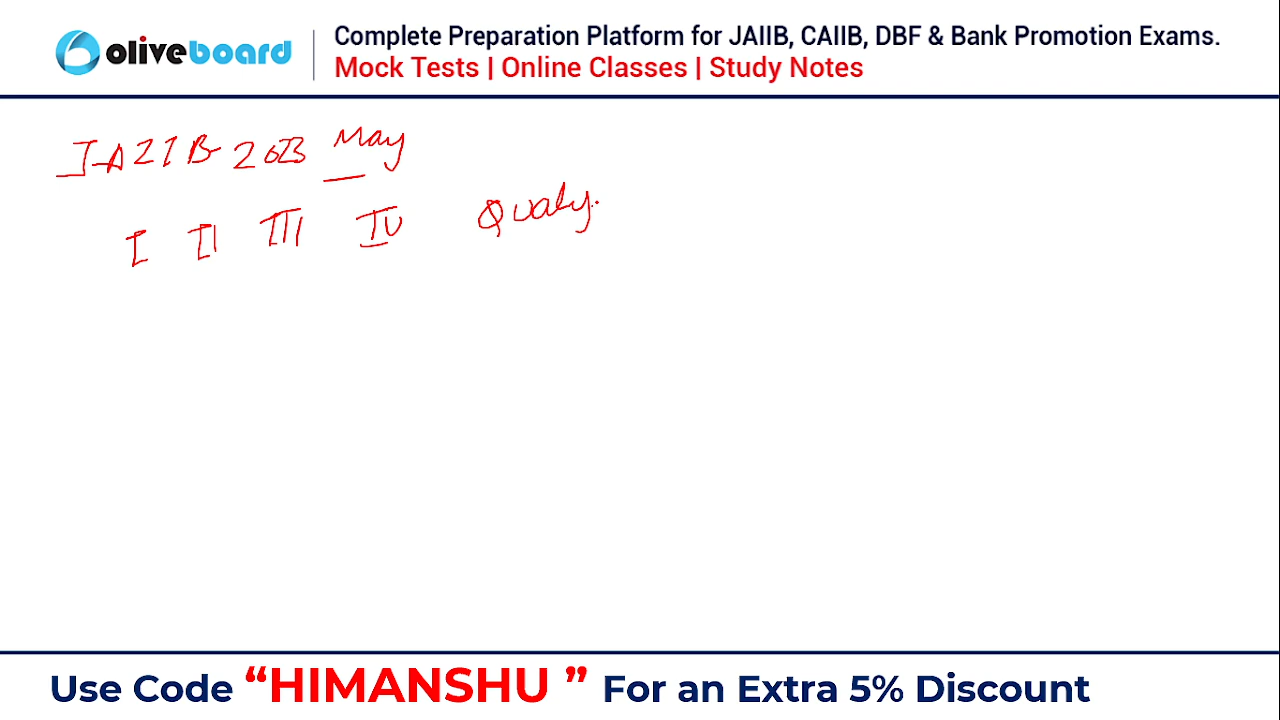 oliveboard
Complete Preparation Platform for JAIIB, CAIIB, DBF & Bank Promotion Exams.
Mock Tests | Online Classes | Study Notes
JAIIB 2023 May
I II III IV
Use Code “HIMANSHU ” For an Extra 5% Discount